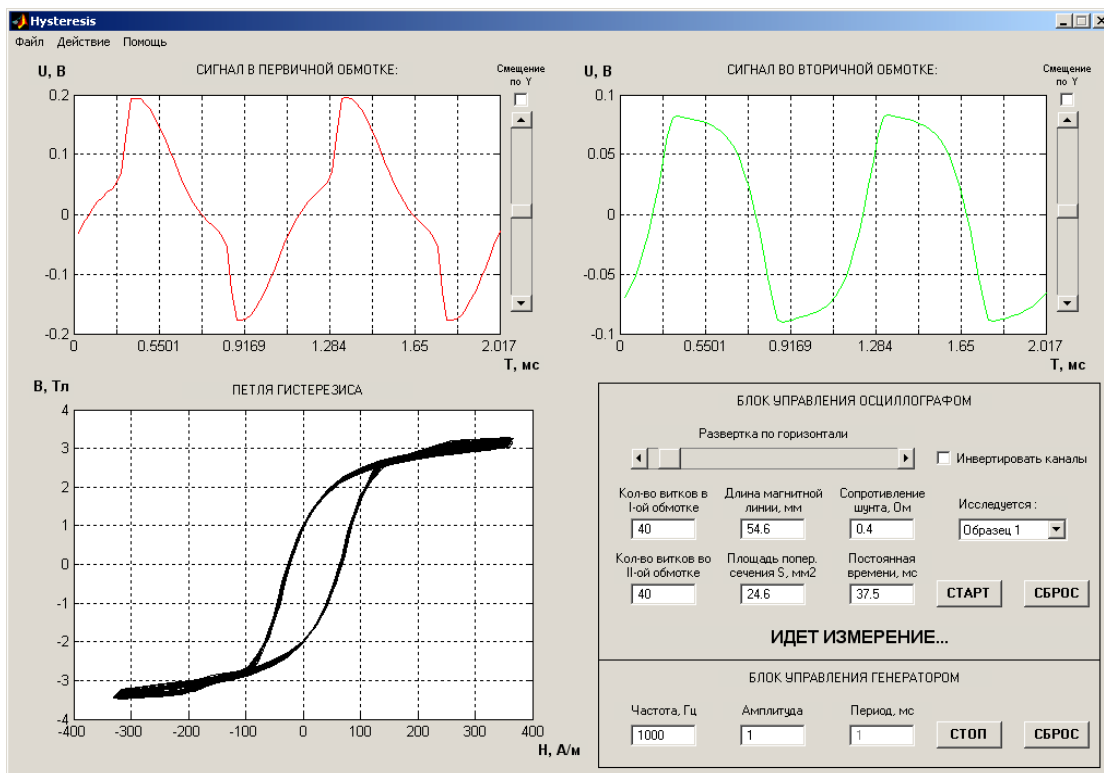 Hysteresis
Файл Действие Помощь
U, В
СИГНАЛ В ПЕРВИЧНОЙ ОБМОТКЕ:
Смещение
по Y
0.2
0.1
0
-0.1
-0.2
0 0.5501 0.9169 1.284 1.65 2.017
T, мс
U, В
СИГНАЛ ВО ВТОРИЧНОЙ ОБМОТКЕ:
Смещение
по Y
0.1
0.05
0
-0.05
-0.1
0 0.5501 0.9169 1.284 1.65 2.017
T, мс
B, Тл
ПЕТЛЯ ГИСТЕРЕЗИСА
4
3
2
1
0
-1
-2
-3
-4
-400 -300 -200 -100 0 100 200 300 400
H, А/м
БЛОК УПРАВЛЕНИЯ ОСЦИЛЛОГРАФОМ
Развертка по горизонтали
Инвертировать каналы
Кол-во витков в
I-ой обмотке
40
Длина магнитной
линии, мм
54.6
Сопротивление
шунта, Ом
0.4
Исследуется :
Образец 1
Кол-во витков во
II-ой обмотке
40
Площадь попер.
сечения S, мм2
24.6
Постоянная
времени, мс
37.5
СТАРТ
СБРОС
ИДЕТ ИЗМЕРЕНИЕ...
БЛОК УПРАВЛЕНИЯ ГЕНЕРАТОРОМ
Частота, Гц
1000
Амплитуда
1
Период, мс
1
СТОП
СБРОС